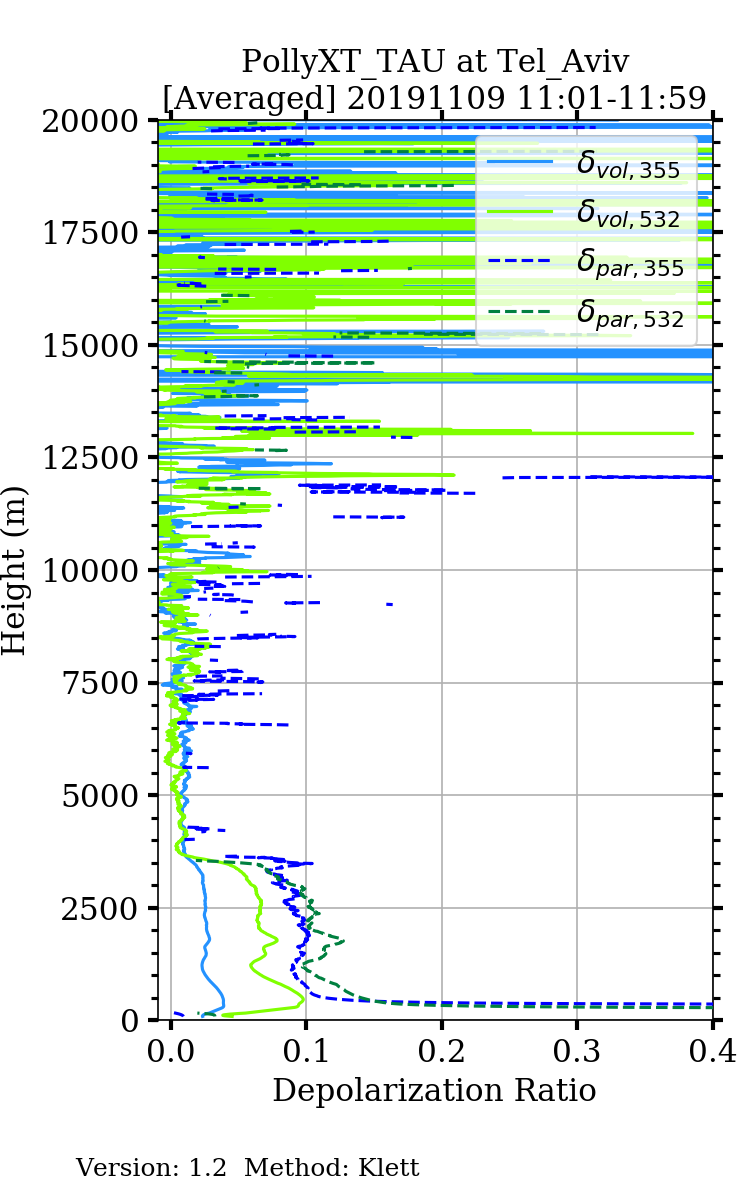 PollyXT_TAU at Tel_Aviv
[Averaged] 20191109 11:01-11:59
20000
17500
15000
12500
10000
7500
5000
2500
0
Height (m)
δvol, 355
δvol, 532
δpar, 355
δpar, 532
0.0 0.1 0.2 0.3 0.4
Depolarization Ratio
Version: 1.2 Method: Klett